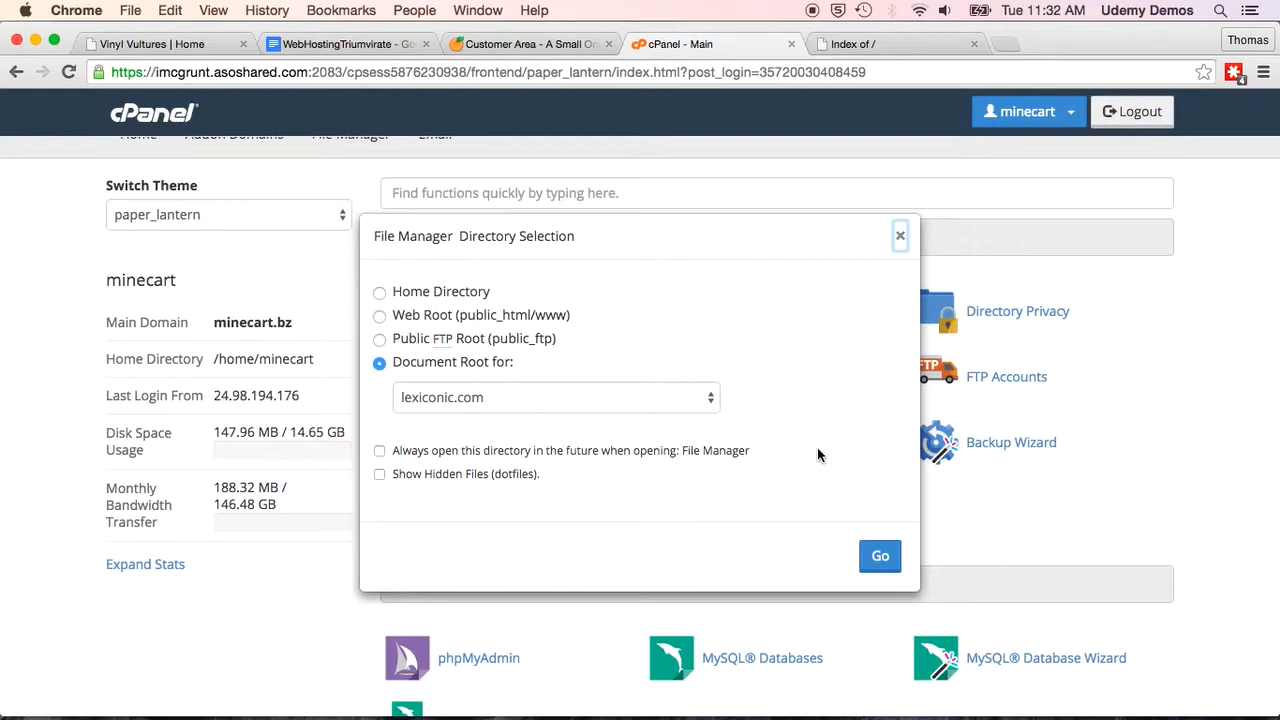 Chrome File Edit View History Bookmarks People Window Help Tue 11:32 AM Udemy Demos
Vinyl Vultures | Home WebHostingTriumvirate - Go Customer Area - A Small Or cPanel - Main Index of / Thomas
https://imcgrunt.asoshared.com:2083/cpsess5876230938/frontend/paper_lantern/index.html?post_login=35720030408459
cPanel minecart Logout
Home Addon Domains File Manager Email
Switch Theme
Find functions quickly by typing here.
paper_lantern
File Manager Directory Selection
minecart
Home Directory
Directory Privacy
Main Domain minecart.bz
Web Root (public_html/www)
Public FTP Root (public_ftp)
Home Directory /home/minecart
Document Root for:
FTP Accounts
Last Login From 24.98.194.176
lexiconic.com
Disk Space Usage 147.96 MB / 14.65 GB
Backup Wizard
Always open this directory in the future when opening: File Manager
Show Hidden Files (dotfiles).
Monthly Bandwidth Transfer 188.32 MB / 146.48 GB
Go
Expand Stats
phpMyAdmin MySQL® Databases MySQL® Database Wizard